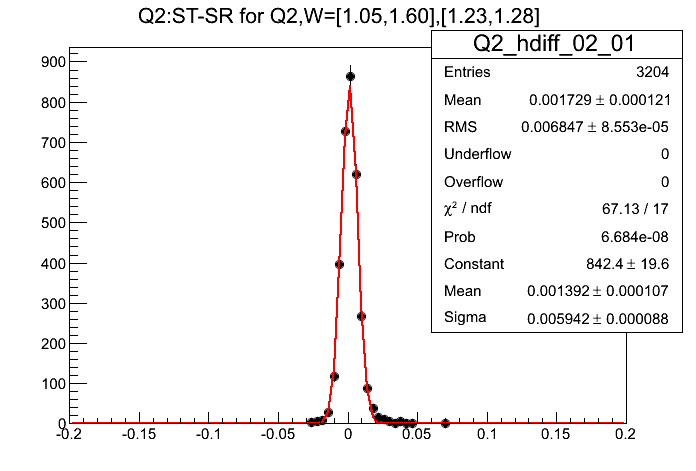 Q2:ST-SR for Q2,W=[1.05,1.60],[1.23,1.28]
Q2_hdiff_02_01
Entries 3204
Mean 0.001729 ± 0.000121
RMS 0.006847 ± 8.553e-05
Underflow 0
Overflow 0
χ² / ndf 67.13 / 17
Prob 6.684e-08
Constant 842.4 ± 19.6
Mean 0.001392 ± 0.000107
Sigma 0.005942 ± 0.000088
900
800
700
600
500
400
300
200
100
0
-0.2 -0.15 -0.1 -0.05 0 0.05 0.1 0.15 0.2